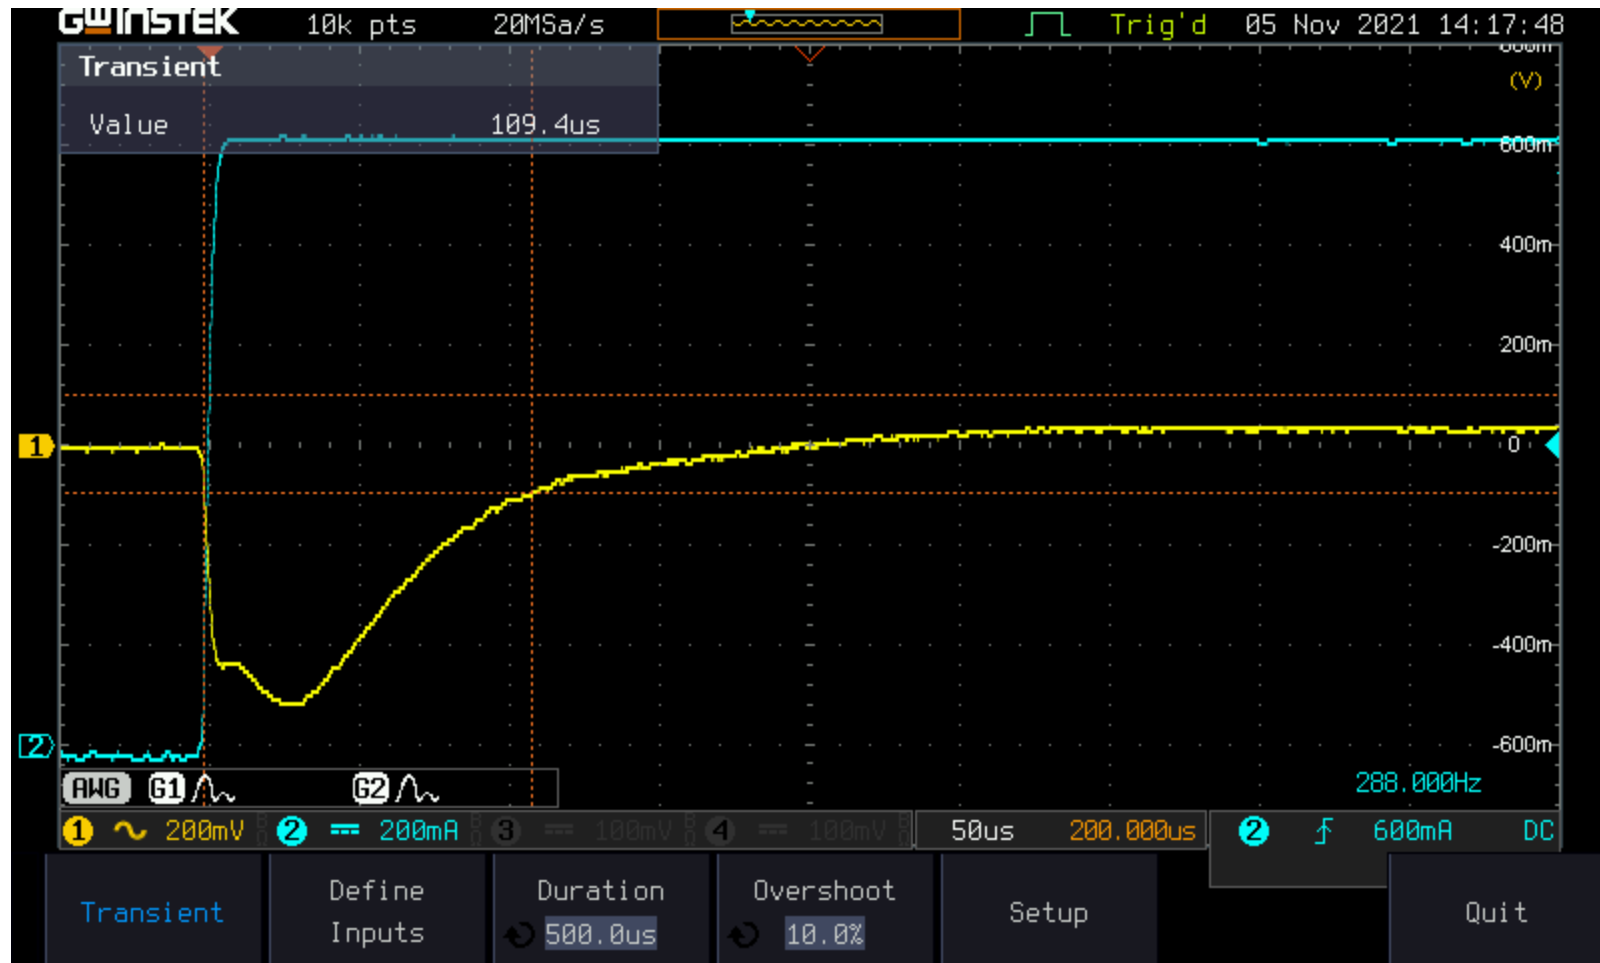 GWINSTEK 10k pts 20MSa/s Trig'd 05 Nov 2021 14:17:48
800m
Transient
(V)
Value 109.4us
600m
400m
200m
1 0
-200m
-400m
2 -600m
AWG G1 G2 288.000Hz
1 200mV 2 200mA 3 100mV 4 100mV 50us 200.000us 2 600mA DC
Transient
Define
Inputs
Duration
500.0us
Overshoot
10.0%
Setup
Quit